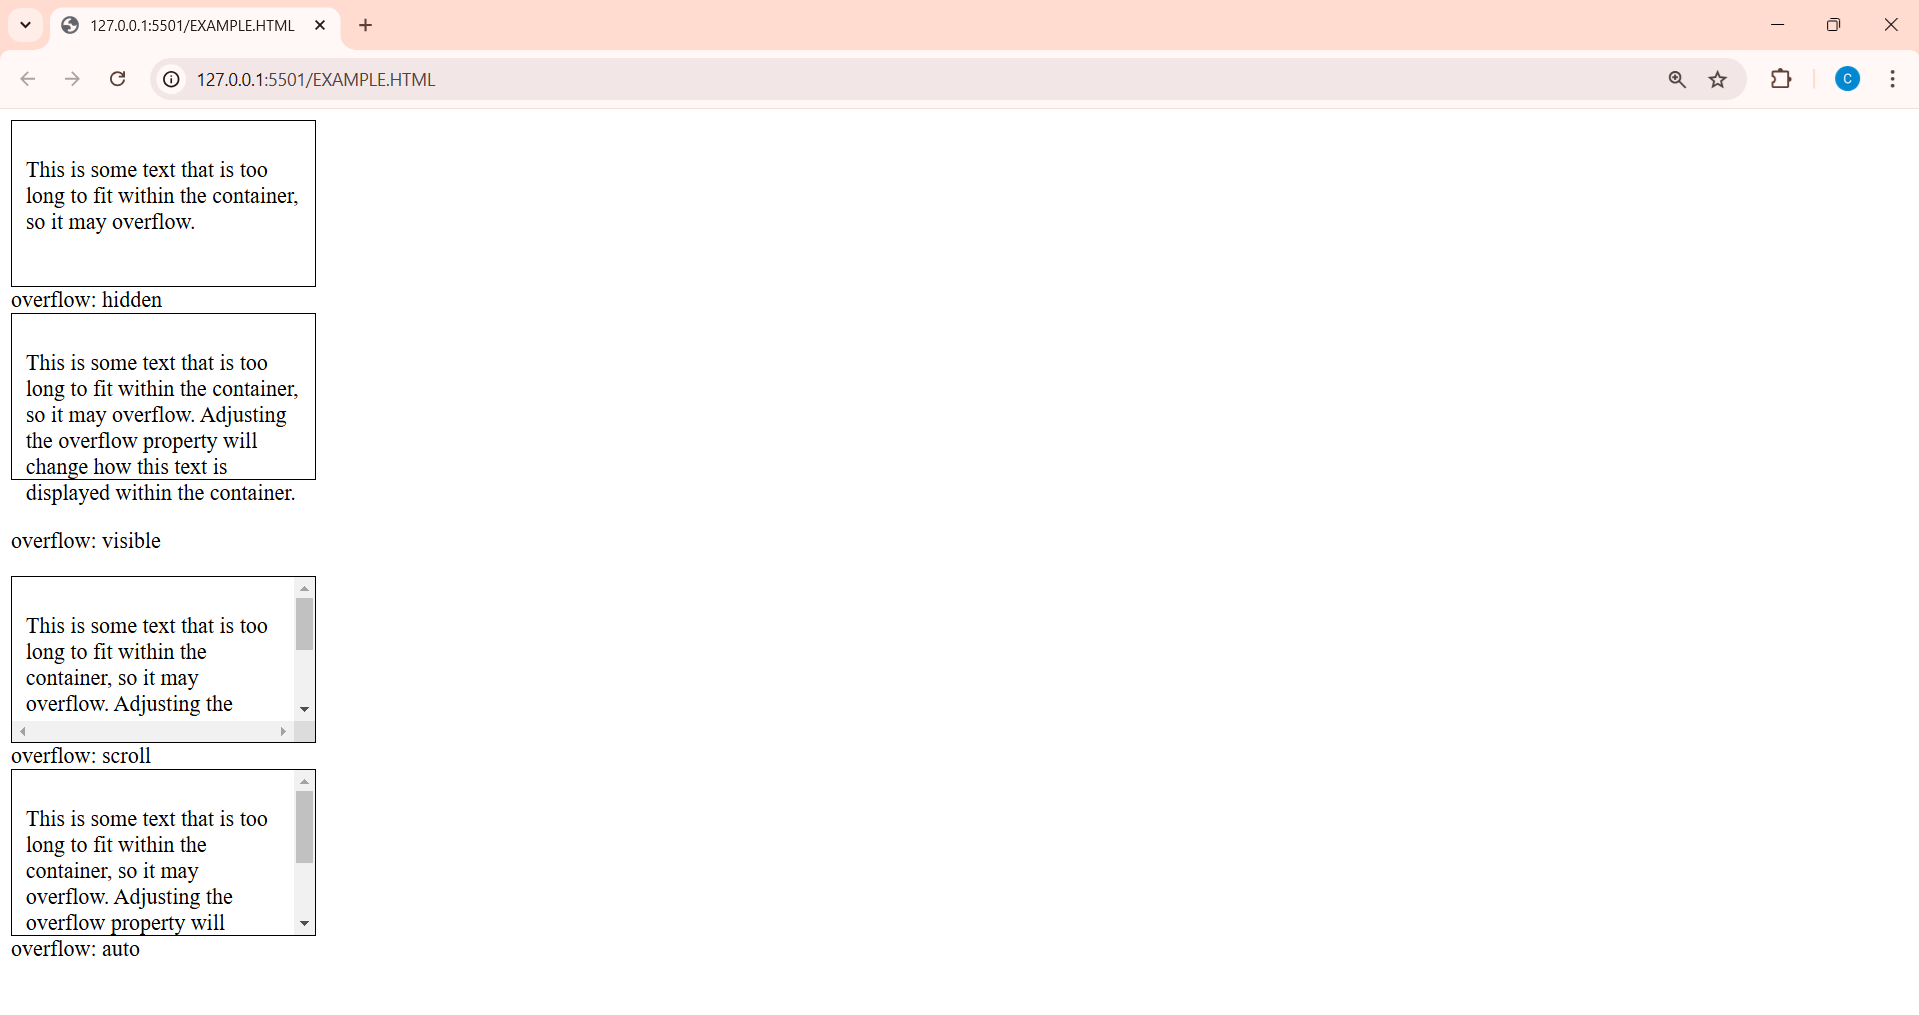 127.0.0.1:5501/EXAMPLE.HTML
127.0.0.1:5501/EXAMPLE.HTML
C
This is some text that is too
long to fit within the container,
so it may overflow.
overflow: hidden
This is some text that is too
long to fit within the container,
so it may overflow. Adjusting
the overflow property will
change how this text is
displayed within the container.
overflow: visible
This is some text that is too
long to fit within the
container, so it may
overflow. Adjusting the
overflow: scroll
This is some text that is too
long to fit within the
container, so it may
overflow. Adjusting the
overflow property will
overflow: auto